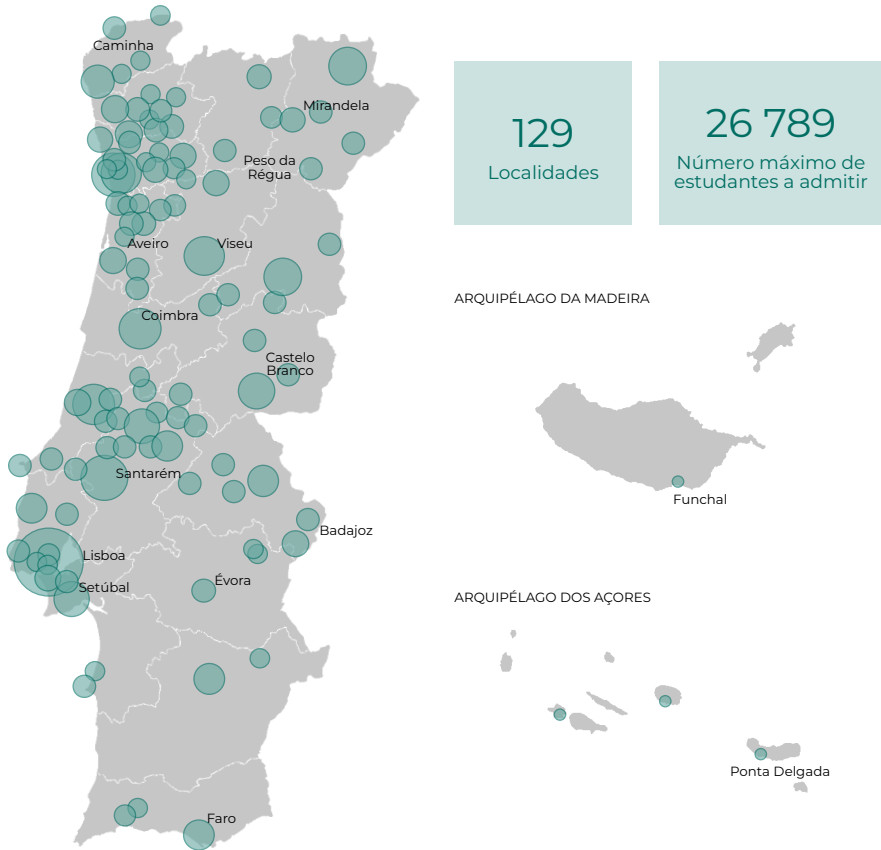 Caminha
Mirandela
Peso da
Régua
Aveiro
Viseu
Coimbra
Castelo
Branco
Santarém
Badajoz
Lisboa
Setúbal
Évora
Faro
129
Localidades
26 789
Número máximo de
estudantes a admitir
ARQUIPÉLAGO DA MADEIRA
Funchal
ARQUIPÉLAGO DOS AÇORES
Ponta Delgada